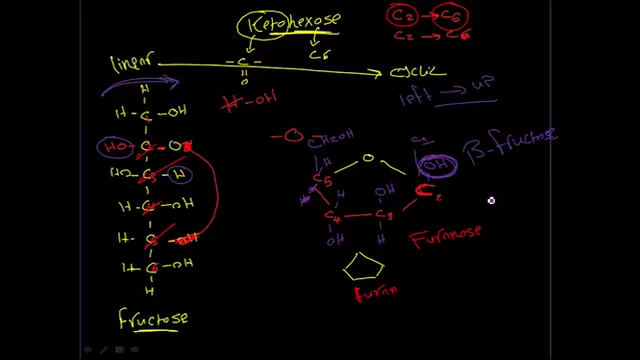 Ketohexose
C2 → C5
C2 → C6
C6
linear
cyclic
- C -
O
left → up
H
H - C - OH
H - OH
HO - C - O
HO - C - H
H - C - OH
H - C - OH
H - C - OH
H
fructose
- O -
CH2OH
O
C1
OH
β-fructose
H
C5
H
H
OH
C2
C4
C3
OH
H
Furanose
furan